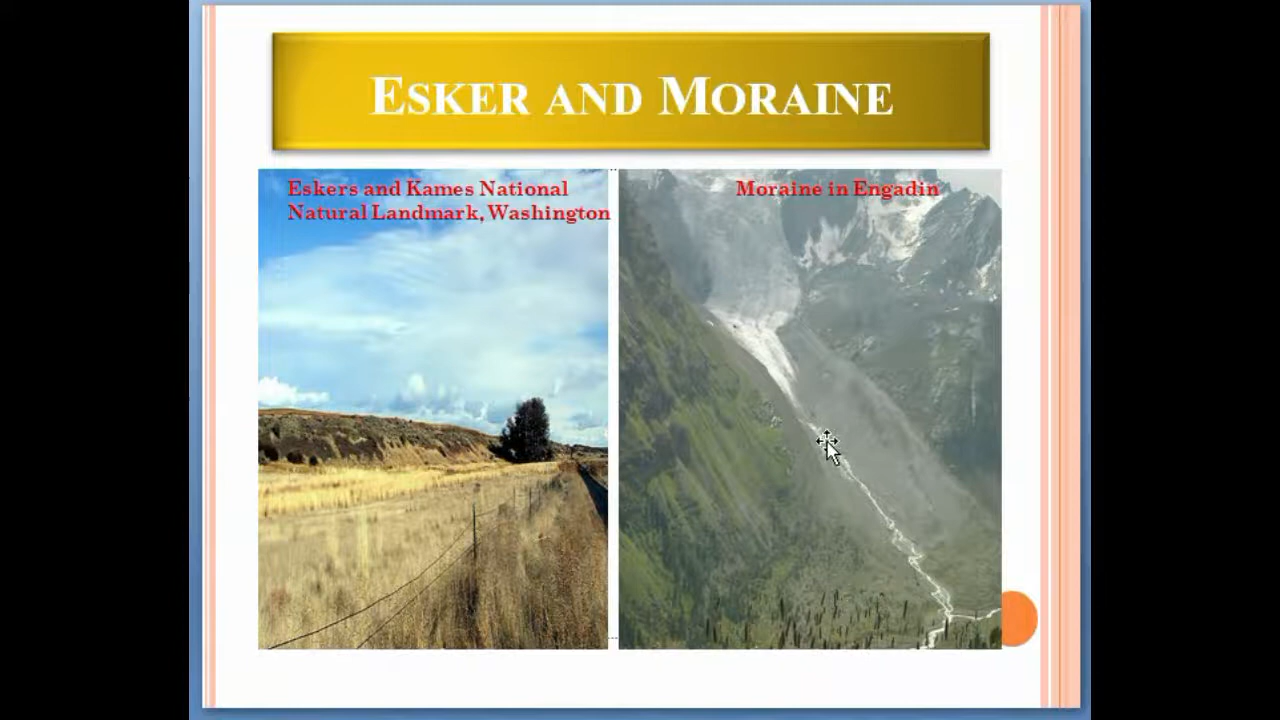 ESKER AND MORAINE
Eskers and Kames National
Natural Landmark, Washington
Moraine in Engadin